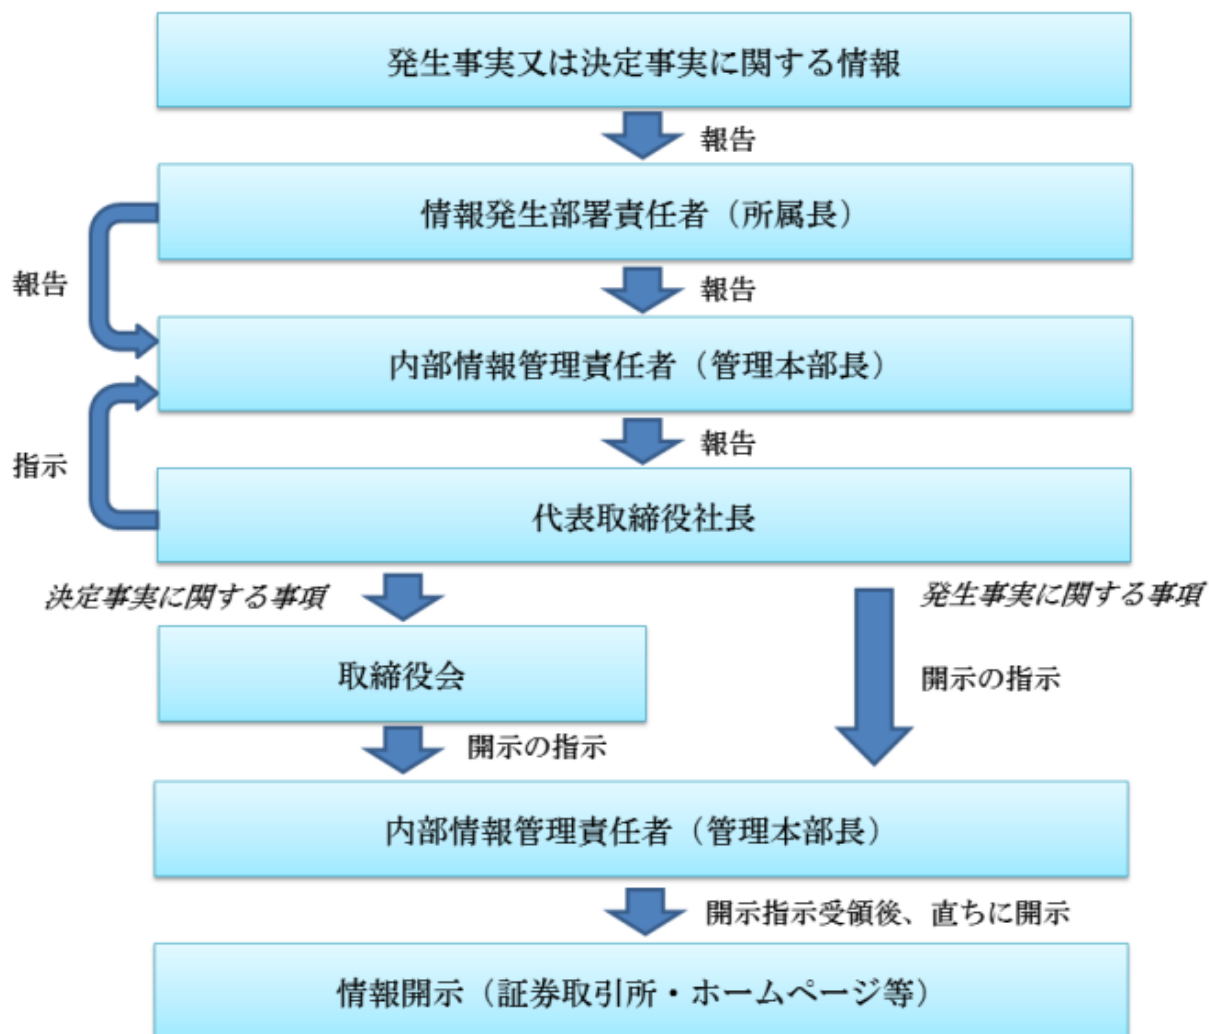 発生事実又は決定事実に関する情報
報告
情報発生部署責任者（所属長）
報告
報告
内部情報管理責任者（管理本部長）
報告
指示
代表取締役社長
決定事実に関する事項
発生事実に関する事項
取締役会
開示の指示
開示の指示
内部情報管理責任者（管理本部長）
開示指示受領後、直ちに開示
情報開示（証券取引所・ホームページ等）